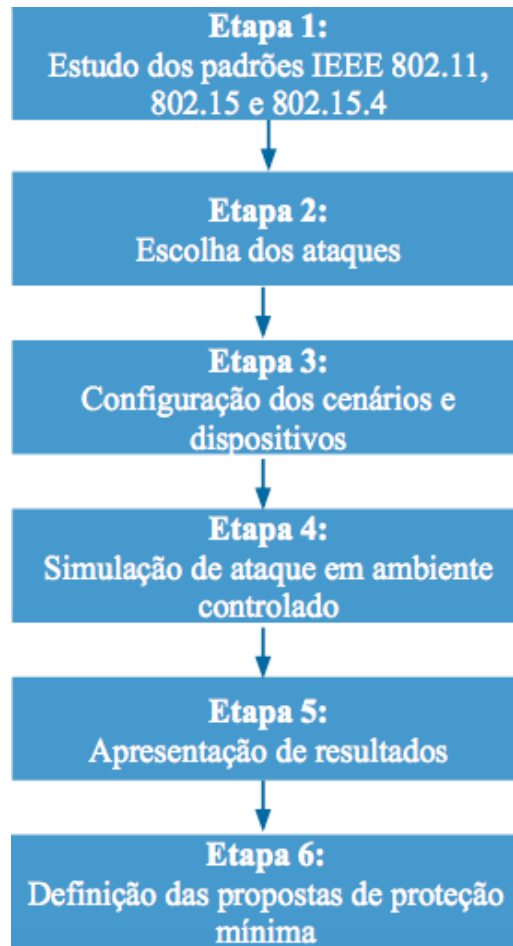 Etapa 1:
Estudo dos padrões IEEE 802.11,
802.15 e 802.15.4
Etapa 2:
Escolha dos ataques
Etapa 3:
Configuração dos cenários e
dispositivos
Etapa 4:
Simulação de ataque em ambiente
controlado
Etapa 5:
Apresentação de resultados
Etapa 6:
Definição das propostas de proteção
mínima